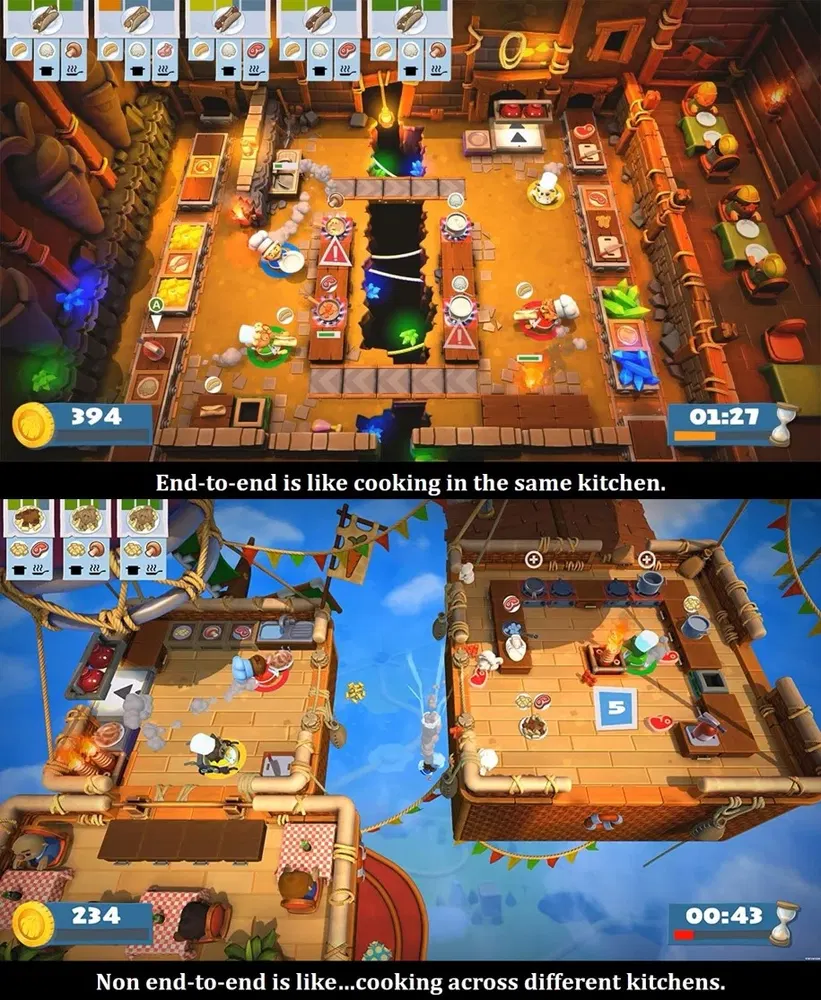 A
394
01:27
End-to-end is like cooking in the same kitchen.
5
234
00:43
Non end-to-end is like...cooking across different kitchens.